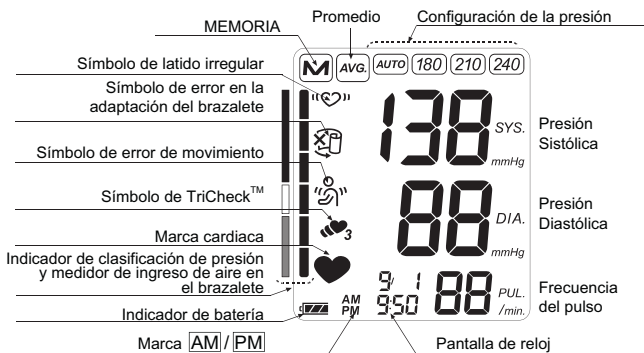 Promedio
Configuración de la presión
MEMORIA
M AVG. AUTO 180 210 240
Símbolo de latido irregular
Símbolo de error en la
adaptación del brazalete
138 SYS.
mmHg
Presión
Sistólica
Símbolo de error de movimiento
Símbolo de TriCheck™
3
88 DIA.
mmHg
Presión
Diastólica
Marca cardiaca
Indicador de clasificación de presión
y medidor de ingreso de aire en
el brazalete
9/ 1
AM
PM
9:50
88 PUL.
/min.
Frecuencia
del pulso
Indicador de batería
Marca AM / PM
Pantalla de reloj